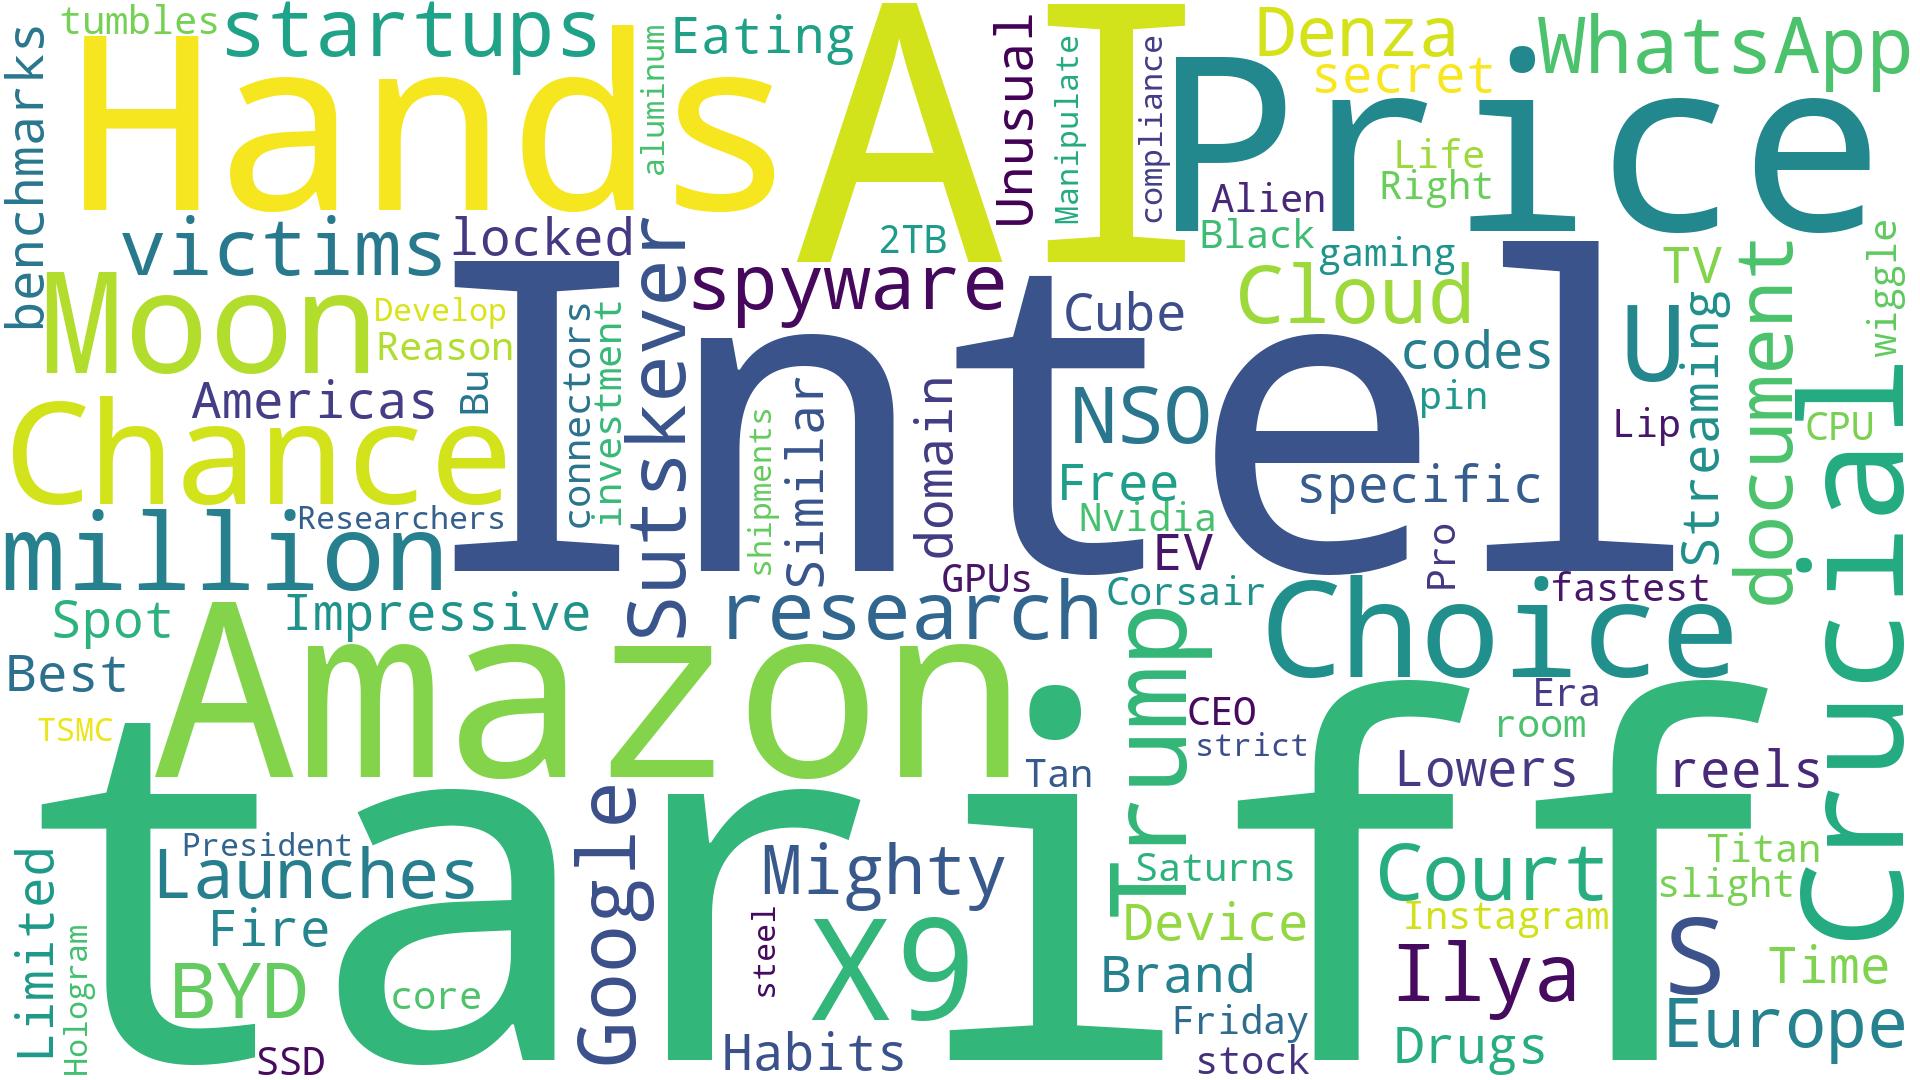 tumbles
startups
Eating
Hands
AI
Price
Denza
WhatsApp
secret
benchmarks
aluminum
Unusual
Manipulate
compliance
Life
Right
Alien
Black
gaming
2TB
victims
locked
spyware
Cloud
TV
document
wiggle
Moon
Develop
Reason
connectors
investment
Sutskever
Intel
Cube
codes
U
Streaming
Americas
Bu
Similar
shipments
domain
NSO
pin
Lip
CPU
Crucial
Chance
Free
specific
Nvidia
Researchers
million
EV
Pro
GPUs
Corsair
fastest
Spot
Impressive
research
Choice
Best
Amazon
Trump
CEO
Era
room
TSMC
strict
Tan
Lowers
reels
tariff
President
Launches
Google
Mighty
Saturns
Court
Titan
slight
Limited
Fire
Device
Instagram
Hologram
BYD
core
steel
X9
Brand
Ilya
S
Time
Friday
Europe
SSD
Habits
stock
Drugs